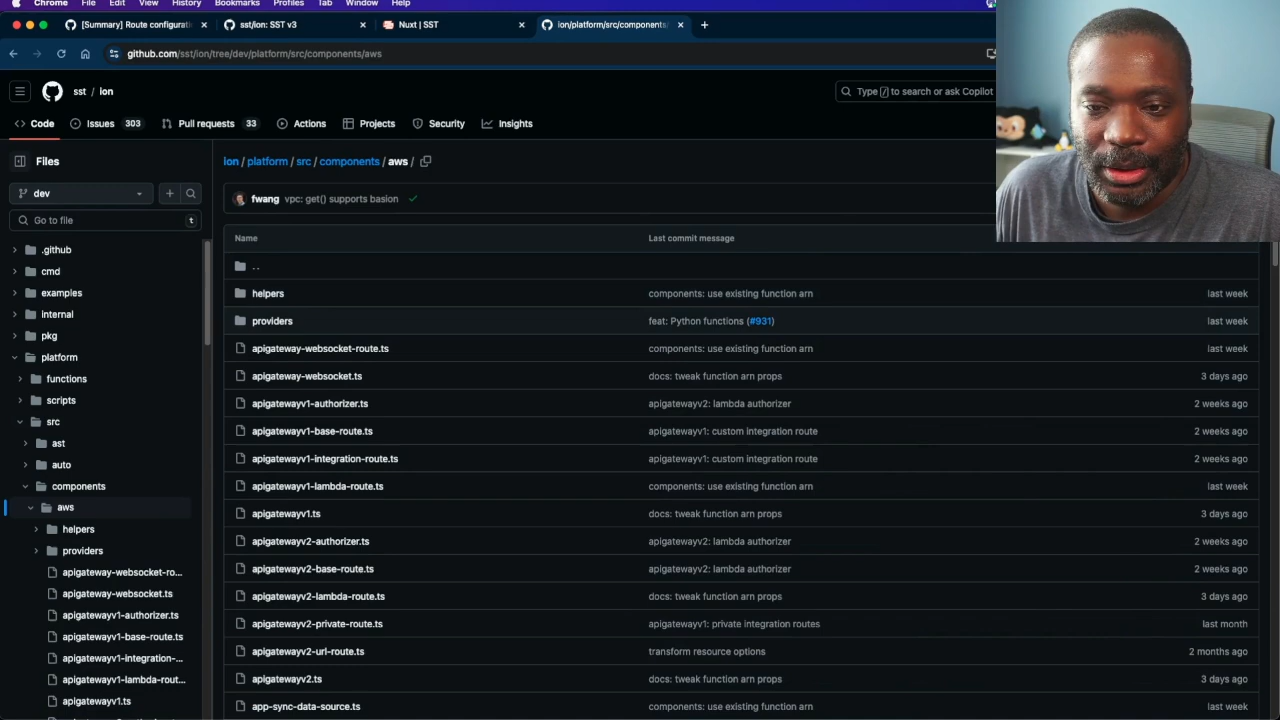 Chrome File Edit View History Bookmarks Profiles Tab Window Help
[Summary] Route configurati
sst/ion: SST v3
Nuxt | SST
ion/platform/src/components/
github.com/sst/ion/tree/dev/platform/src/components/aws
sst / ion
Type / to search or ask Copilot
Code
Issues 303
Pull requests 33
Actions
Projects
Security
Insights
Files
ion / platform / src / components / aws /
dev
fwang vpc: get() supports basion
Go to file t
Name Last commit message
.github
..
cmd
examples
helpers components: use existing function arn last week
internal
providers feat: Python functions (#931) last week
pkg
apigateway-websocket-route.ts components: use existing function arn last week
platform
apigateway-websocket.ts docs: tweak function arn props 3 days ago
functions
scripts
apigatewayv1-authorizer.ts apigatewayv2: lambda authorizer 2 weeks ago
src
apigatewayv1-base-route.ts apigatewayv1: custom integration route 2 weeks ago
ast
apigatewayv1-integration-route.ts apigatewayv1: custom integration route 2 weeks ago
auto
components
apigatewayv1-lambda-route.ts components: use existing function arn last week
aws
apigatewayv1.ts docs: tweak function arn props 3 days ago
helpers
apigatewayv2-authorizer.ts apigatewayv2: lambda authorizer 2 weeks ago
providers
apigatewayv2-base-route.ts apigatewayv2: lambda authorizer 2 weeks ago
apigateway-websocket-ro...
apigateway-websocket.ts
apigatewayv2-lambda-route.ts docs: tweak function arn props 3 days ago
apigatewayv1-authorizer.ts
apigatewayv2-private-route.ts apigatewayv1: private integration routes last month
apigatewayv1-base-route.ts
apigatewayv2-url-route.ts transform resource options 2 months ago
apigatewayv1-integration-...
apigatewayv2.ts docs: tweak function arn props 3 days ago
apigatewayv1-lambda-rout...
apigatewayv1.ts
app-sync-data-source.ts components: use existing function arn last week